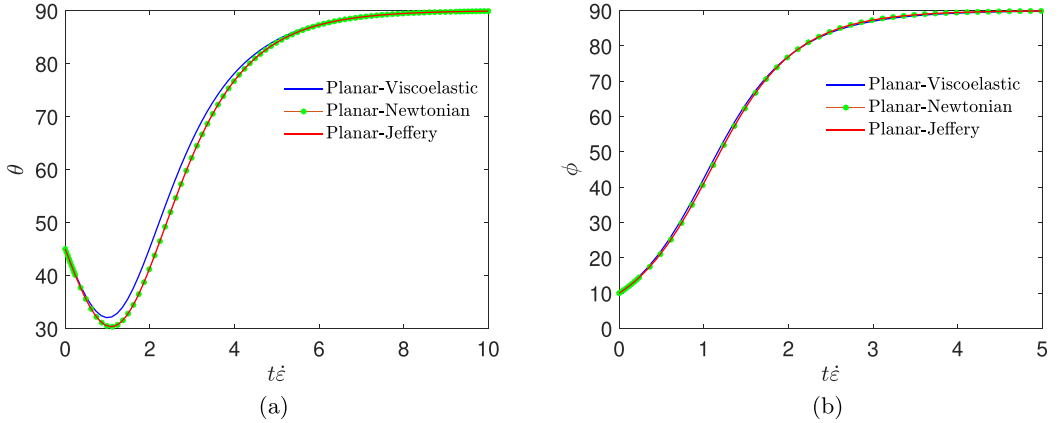 90
80
70
60
50
40
30
θ
0
2
4
6
8
10
tε̇
Planar-Viscoelastic
Planar-Newtonian
Planar-Jeffery
(a)
90
80
70
60
50
40
30
20
10
0
ϕ
0
1
2
3
4
5
tε̇
Planar-Viscoelastic
Planar-Newtonian
Planar-Jeffery
(b)